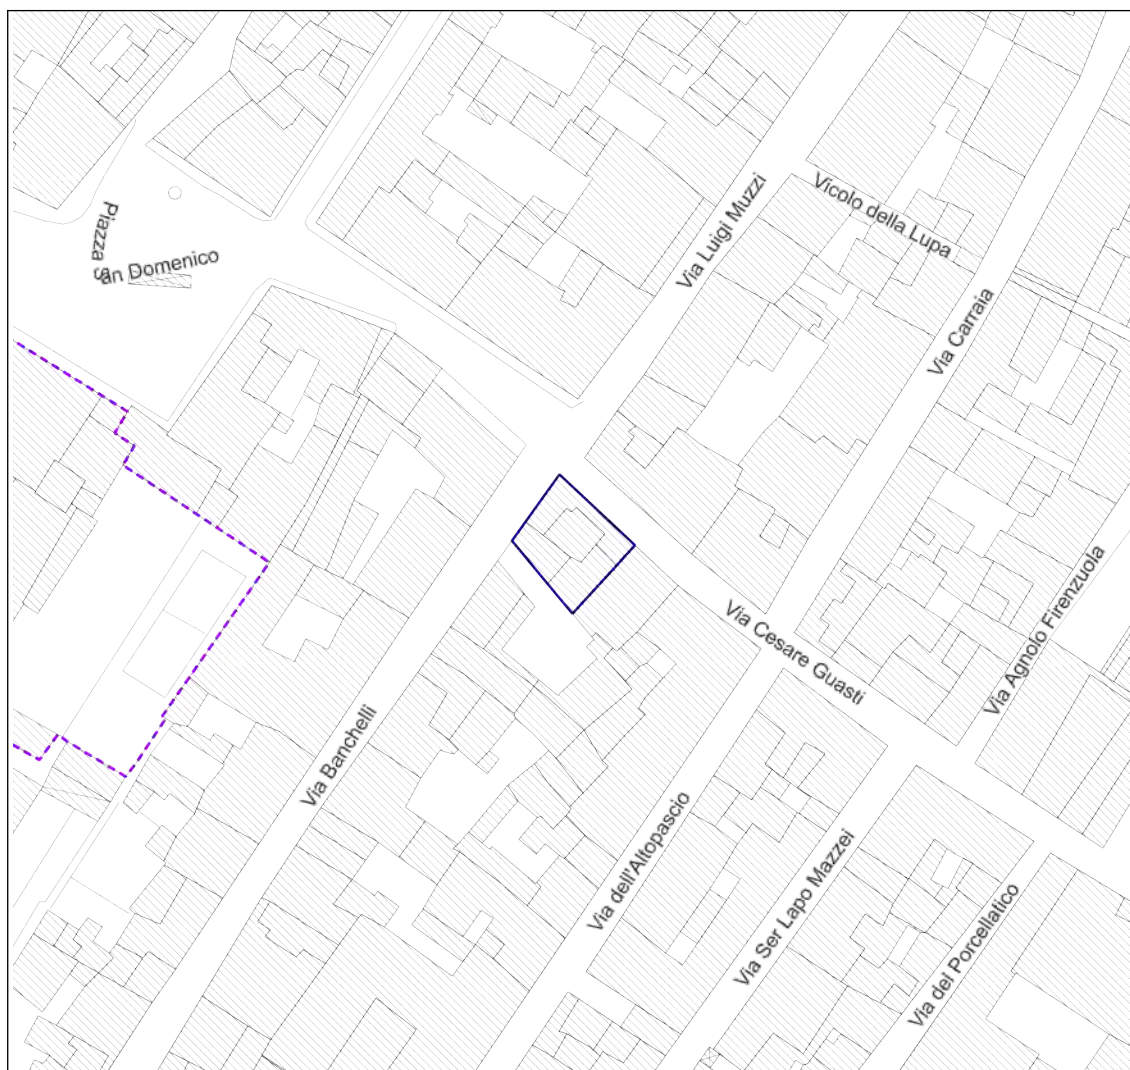 Vicolo della Lupa
Via Luigi Muzzi
Piazza San Domenico
Via Carraia
Via Agnolo Firenzuola
Via Cesare Guasti
Via Banchelli
Via dell'Altopascio
Via Ser Lapo Mazzei
Via del Porcellatico